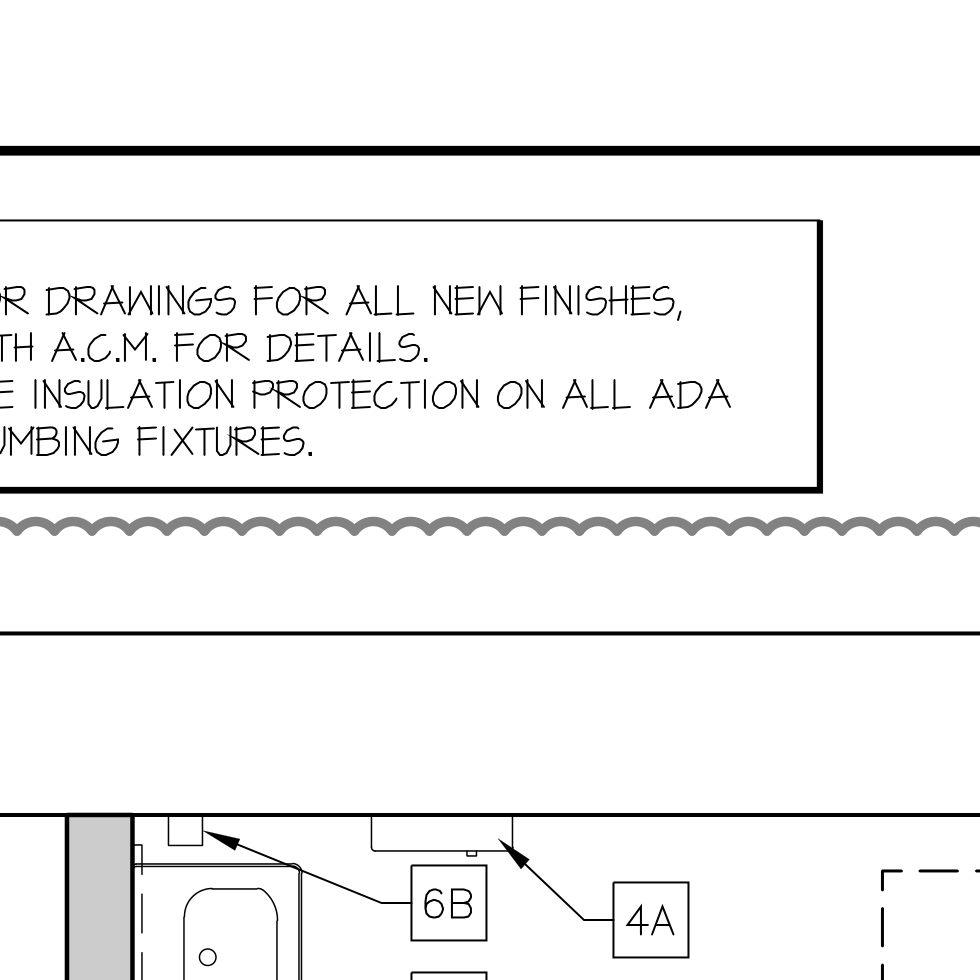 DRAWINGS FOR ALL NEW FINISHES,
A.C.M. FOR DETAILS.
INSULATION PROTECTION ON ALL ADA
FIXTURES.
6B
4A